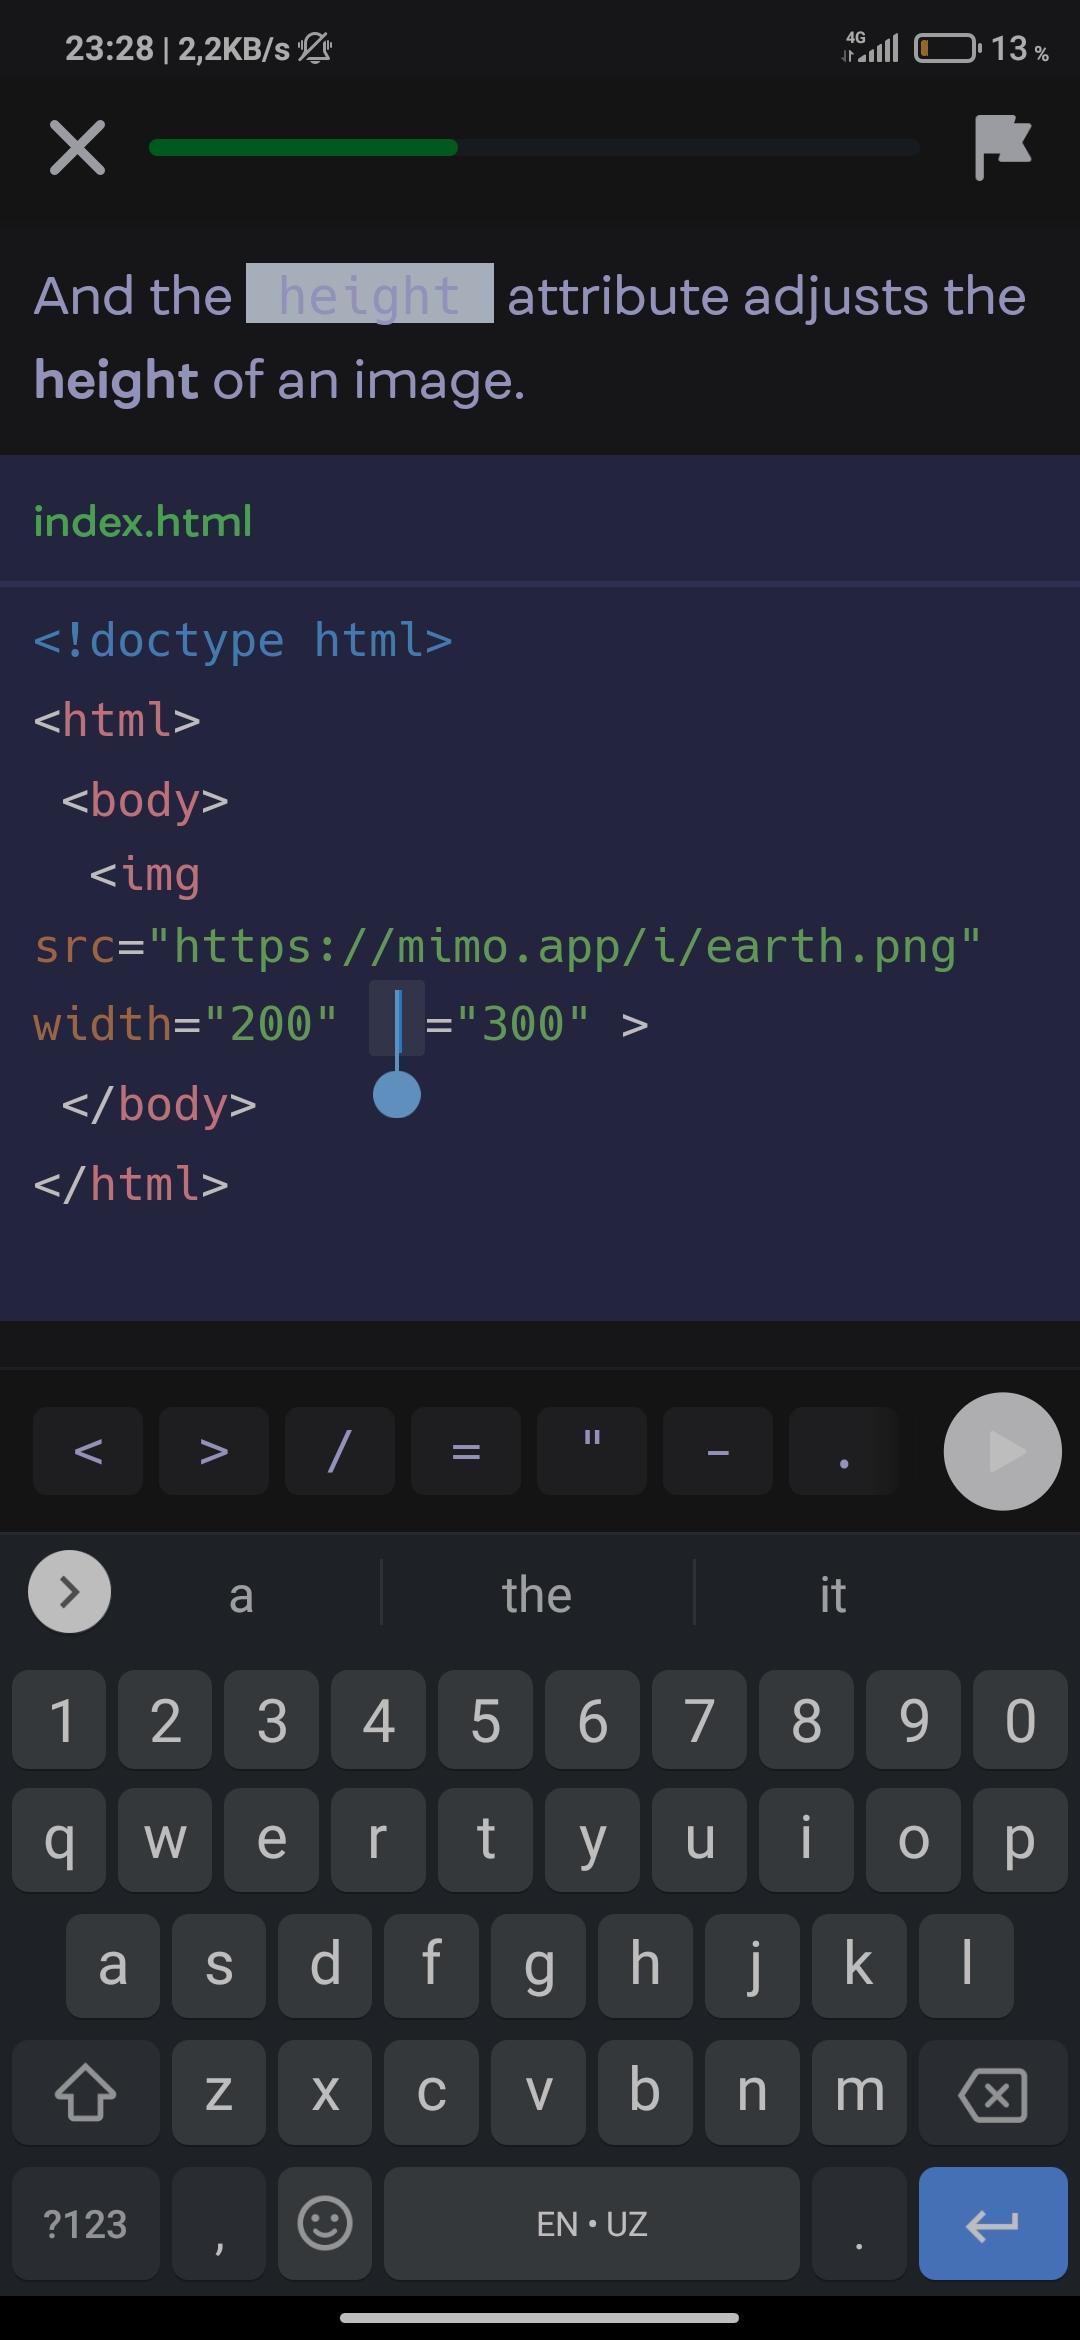 23:28 | 2,2KB/s 4G 13 %
And the height attribute adjusts the
height of an image.
index.html
<!doctype html>
<html>
<body>
<img
src="https://mimo.app/i/earth.png"
width="200" ="300" >
</body>
</html>
< > / = " - .
a the it
1 2 3 4 5 6 7 8 9 0
q w e r t y u i o p
a s d f g h j k l
z x c v b n m
?123 , EN • UZ .